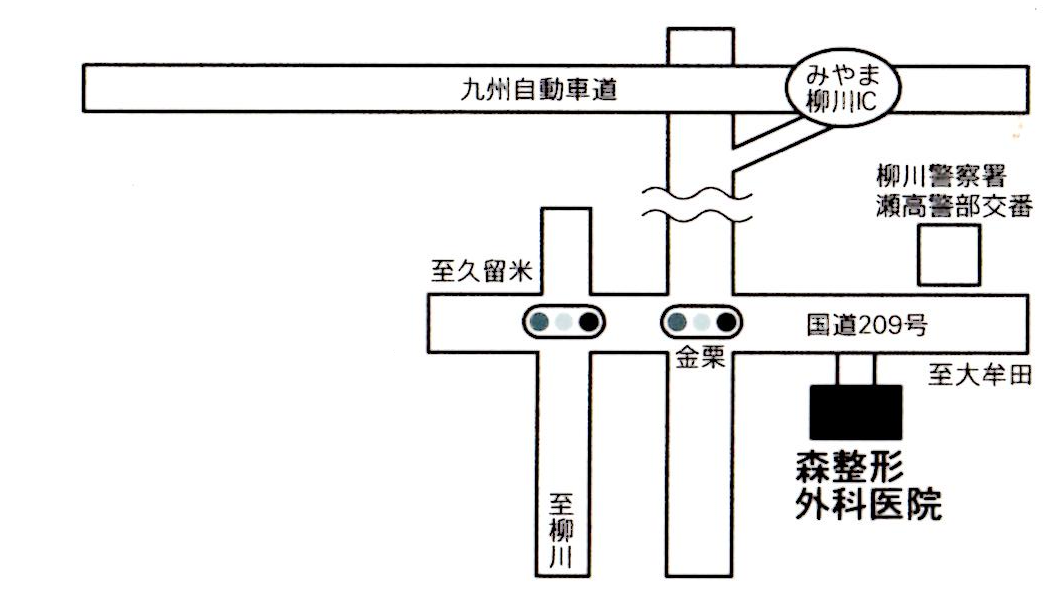 九州自動車道
みやま
柳川IC
柳川警察署
瀬高警部交番
至久留米
国道209号
金栗
至大牟田
森整形
外科医院
至柳川